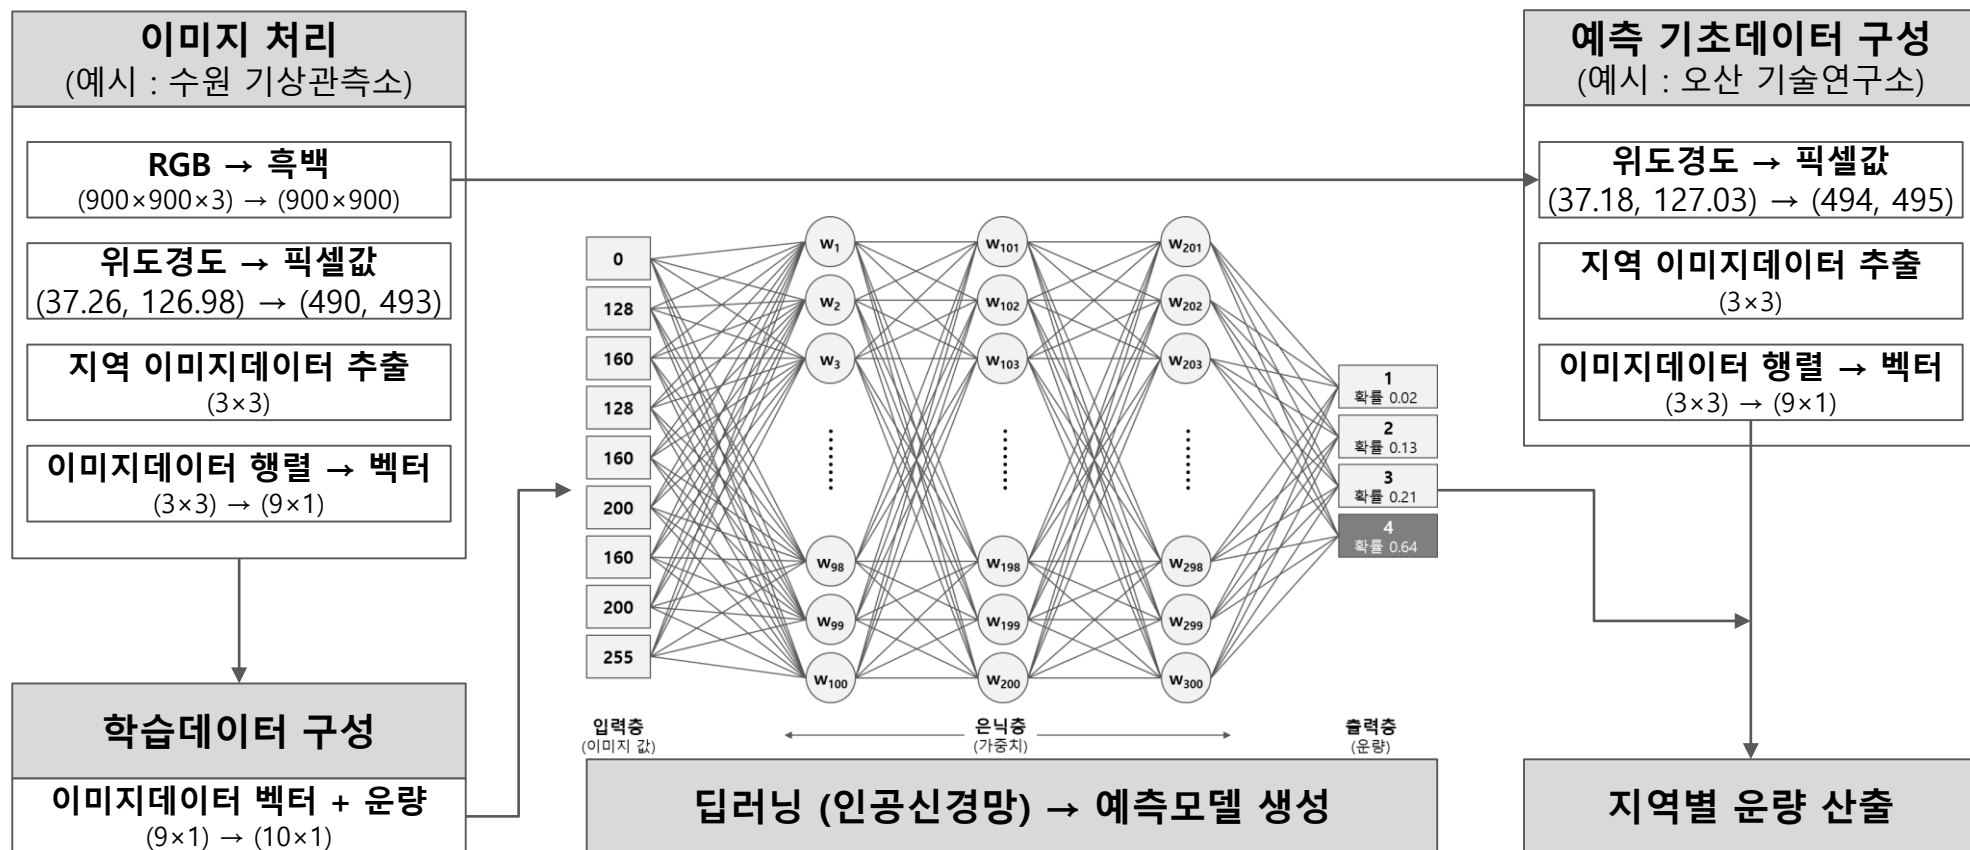 이미지 처리
(예시 : 수원 기상관측소)
RGB → 흑백
(900×900×3) → (900×900)
위도경도 → 픽셀값
(37.26, 126.98) → (490, 493)
지역 이미지데이터 추출
(3×3)
이미지데이터 행렬 → 벡터
(3×3) → (9×1)
학습데이터 구성
이미지데이터 벡터 + 운량
(9×1) → (10×1)
0
128
160
128
160
200
160
200
255
입력층
(이미지 값)
w1
w2
w3
w98
w99
w100
w101
w102
w103
w198
w199
w200
w201
w202
w203
w298
w299
w300
은닉층
(가중치)
1
확률 0.02
2
확률 0.13
3
확률 0.21
4
확률 0.64
출력층
(운량)
딥러닝 (인공신경망) → 예측모델 생성
예측 기초데이터 구성
(예시 : 오산 기술연구소)
위도경도 → 픽셀값
(37.18, 127.03) → (494, 495)
지역 이미지데이터 추출
(3×3)
이미지데이터 행렬 → 벡터
(3×3) → (9×1)
지역별 운량 산출